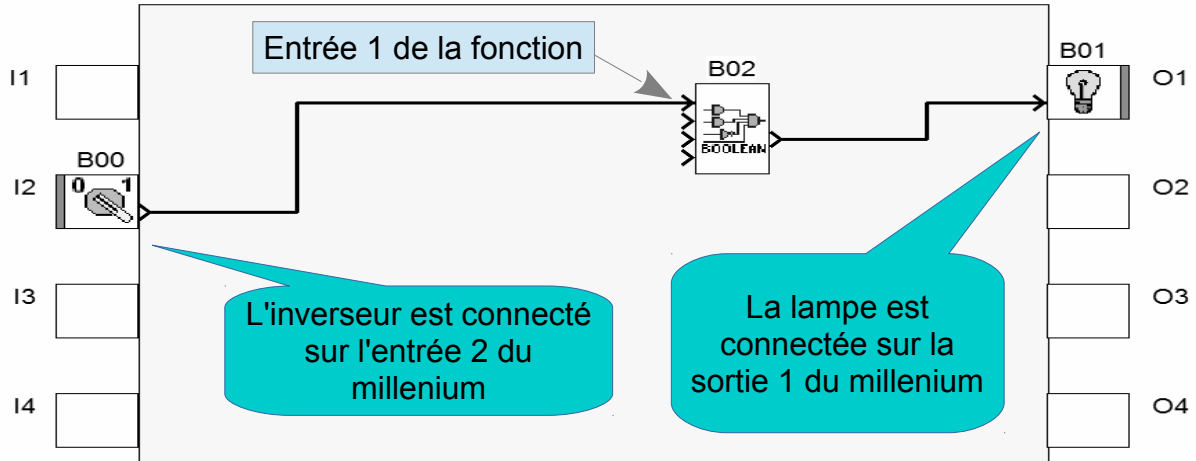 Entrée 1 de la fonction
B01
I1
B02
O1
BOOLEAN
B00
I2
0 1
O2
I3
L'inverseur est connecté
sur l'entrée 2 du
millenium
La lampe est
connectée sur la
sortie 1 du millenium
O3
I4
O4